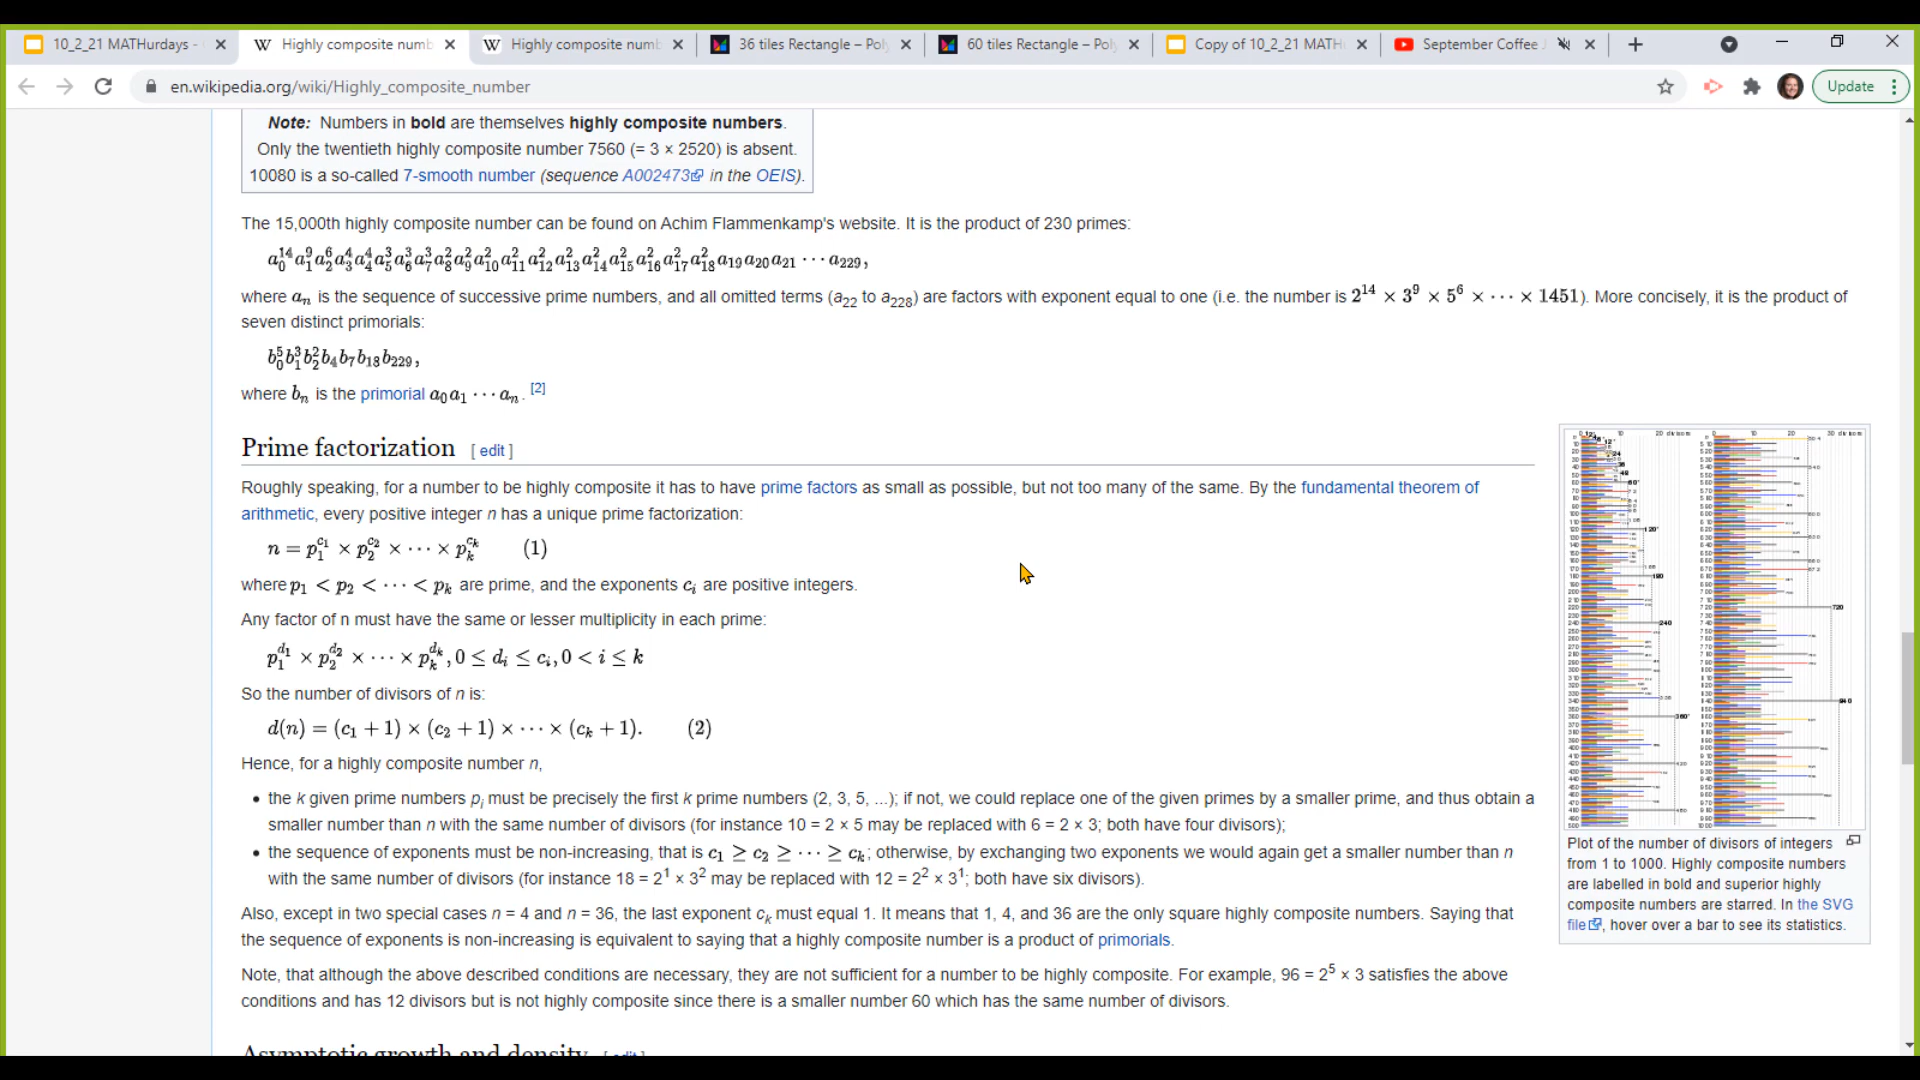 10_2_21 MATHurdays -
Highly composite numb
Highly composite numb
36 tiles Rectangle – Poly
60 tiles Rectangle – Poly
Copy of 10_2_21 MATH
September Coffee
en.wikipedia.org/wiki/Highly_composite_number
Update
Note: Numbers in bold are themselves highly composite numbers.
Only the twentieth highly composite number 7560 (= 3 × 2520) is absent.
10080 is a so-called 7-smooth number (sequence A002473 in the OEIS).
The 15,000th highly composite number can be found on Achim Flammenkamp's website. It is the product of 230 primes:
a₀¹⁴a₁⁹a₂⁶a₃⁴a₄⁴a₅³a₆³a₇³a₈²a₉²a₁₀²a₁₁²a₁₂²a₁₃²a₁₄²a₁₅²a₁₆²a₁₇²a₁₈²a₁₉a₂₀a₂₁ ⋯ a₂₂₉,
where aₙ is the sequence of successive prime numbers, and all omitted terms (a₂₂ to a₂₂₈) are factors with exponent equal to one (i.e. the number is 2¹⁴ × 3⁹ × 5⁶ × ⋯ × 1451). More concisely, it is the product of
seven distinct primorials:
b₀⁵b₁³b₂²b₄b₇b₁₈b₂₂₉,
where bₙ is the primorial a₀a₁ ⋯ aₙ. [2]
Prime factorization [ edit ]
Roughly speaking, for a number to be highly composite it has to have prime factors as small as possible, but not too many of the same. By the fundamental theorem of
arithmetic, every positive integer n has a unique prime factorization:
n = p₁^c₁ × p₂^c₂ × ⋯ × pₖ^cₖ (1)
where p₁ < p₂ < ⋯ < pₖ are prime, and the exponents cᵢ are positive integers.
Any factor of n must have the same or lesser multiplicity in each prime:
p₁^d₁ × p₂^d₂ × ⋯ × pₖ^dₖ, 0 ≤ dᵢ ≤ cᵢ, 0 < i ≤ k
So the number of divisors of n is:
d(n) = (c₁ + 1) × (c₂ + 1) × ⋯ × (cₖ + 1). (2)
Hence, for a highly composite number n,
• the k given prime numbers pᵢ must be precisely the first k prime numbers (2, 3, 5, ...); if not, we could replace one of the given primes by a smaller prime, and thus obtain a
smaller number than n with the same number of divisors (for instance 10 = 2 × 5 may be replaced with 6 = 2 × 3; both have four divisors);
• the sequence of exponents must be non-increasing, that is c₁ ≥ c₂ ≥ ⋯ ≥ cₖ; otherwise, by exchanging two exponents we would again get a smaller number than n
with the same number of divisors (for instance 18 = 2¹ × 3² may be replaced with 12 = 2² × 3¹; both have six divisors).
Also, except in two special cases n = 4 and n = 36, the last exponent cₖ must equal 1. It means that 1, 4, and 36 are the only square highly composite numbers. Saying that
the sequence of exponents is non-increasing is equivalent to saying that a highly composite number is a product of primorials.
Note, that although the above described conditions are necessary, they are not sufficient for a number to be highly composite. For example, 96 = 2⁵ × 3 satisfies the above
conditions and has 12 divisors but is not highly composite since there is a smaller number 60 which has the same number of divisors.
Asymptotic growth and density [ edit ]
Plot of the number of divisors of integers
from 1 to 1000. Highly composite numbers
are labelled in bold and superior highly
composite numbers are starred. In the SVG
file, hover over a bar to see its statistics.